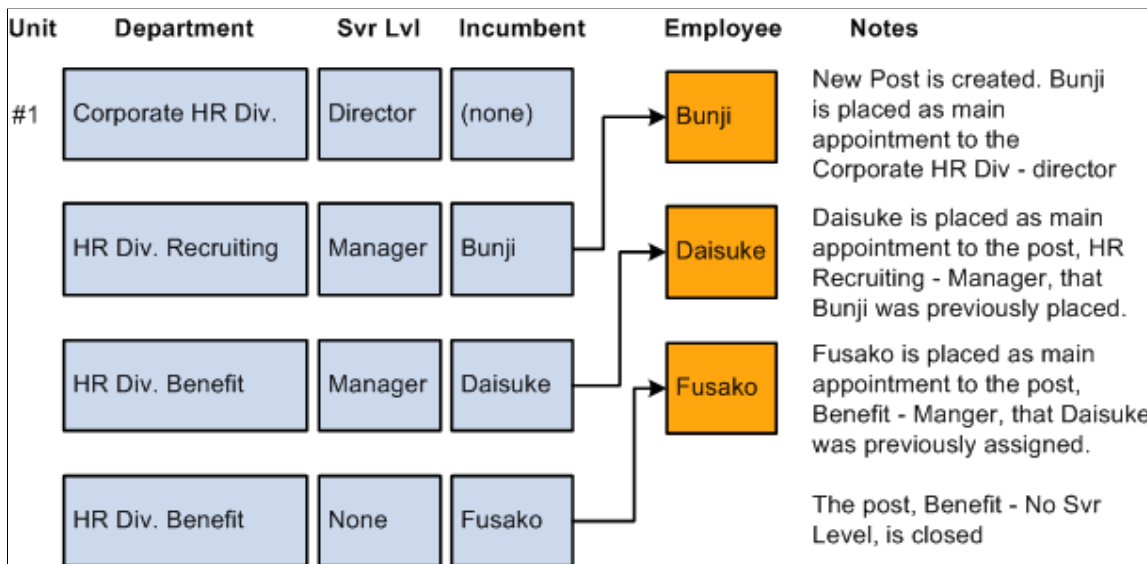 Unit Department Svr Lvl Incumbent Employee Notes
#1 Corporate HR Div. Director (none) Bunji
New Post is created. Bunji
is placed as main
appointment to the
Corporate HR Div - director
HR Div. Recruiting Manager Bunji Daisuke
Daisuke is placed as main
appointment to the post, HR
Recruiting - Manager, that
Bunji was previously placed.
HR Div. Benefit Manager Daisuke Fusako
Fusako is placed as main
appointment to the post,
Benefit - Manger, that Daisuke
was previously assigned.
HR Div. Benefit None Fusako
The post, Benefit - No Svr
Level, is closed